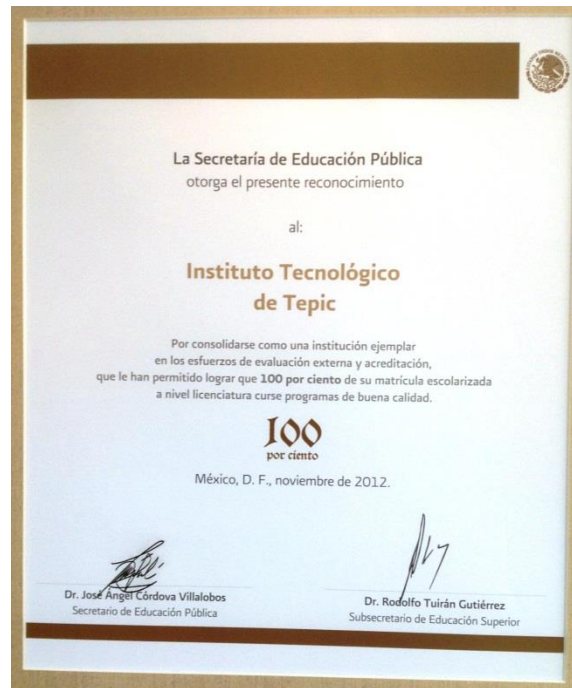 La Secretaría de Educación Pública
otorga el presente reconocimiento
al:
Instituto Tecnológico
de Tepic
Por consolidarse como una institución ejemplar
en los esfuerzos de evaluación externa y acreditación,
que le han permitido lograr que 100 por ciento de su matrícula escolarizada
a nivel licenciatura curse programas de buena calidad.
100
por ciento
México, D. F., noviembre de 2012.
Dr. José Ángel Córdova Villalobos
Secretario de Educación Pública
Dr. Rodolfo Tuirán Gutiérrez
Subsecretario de Educación Superior